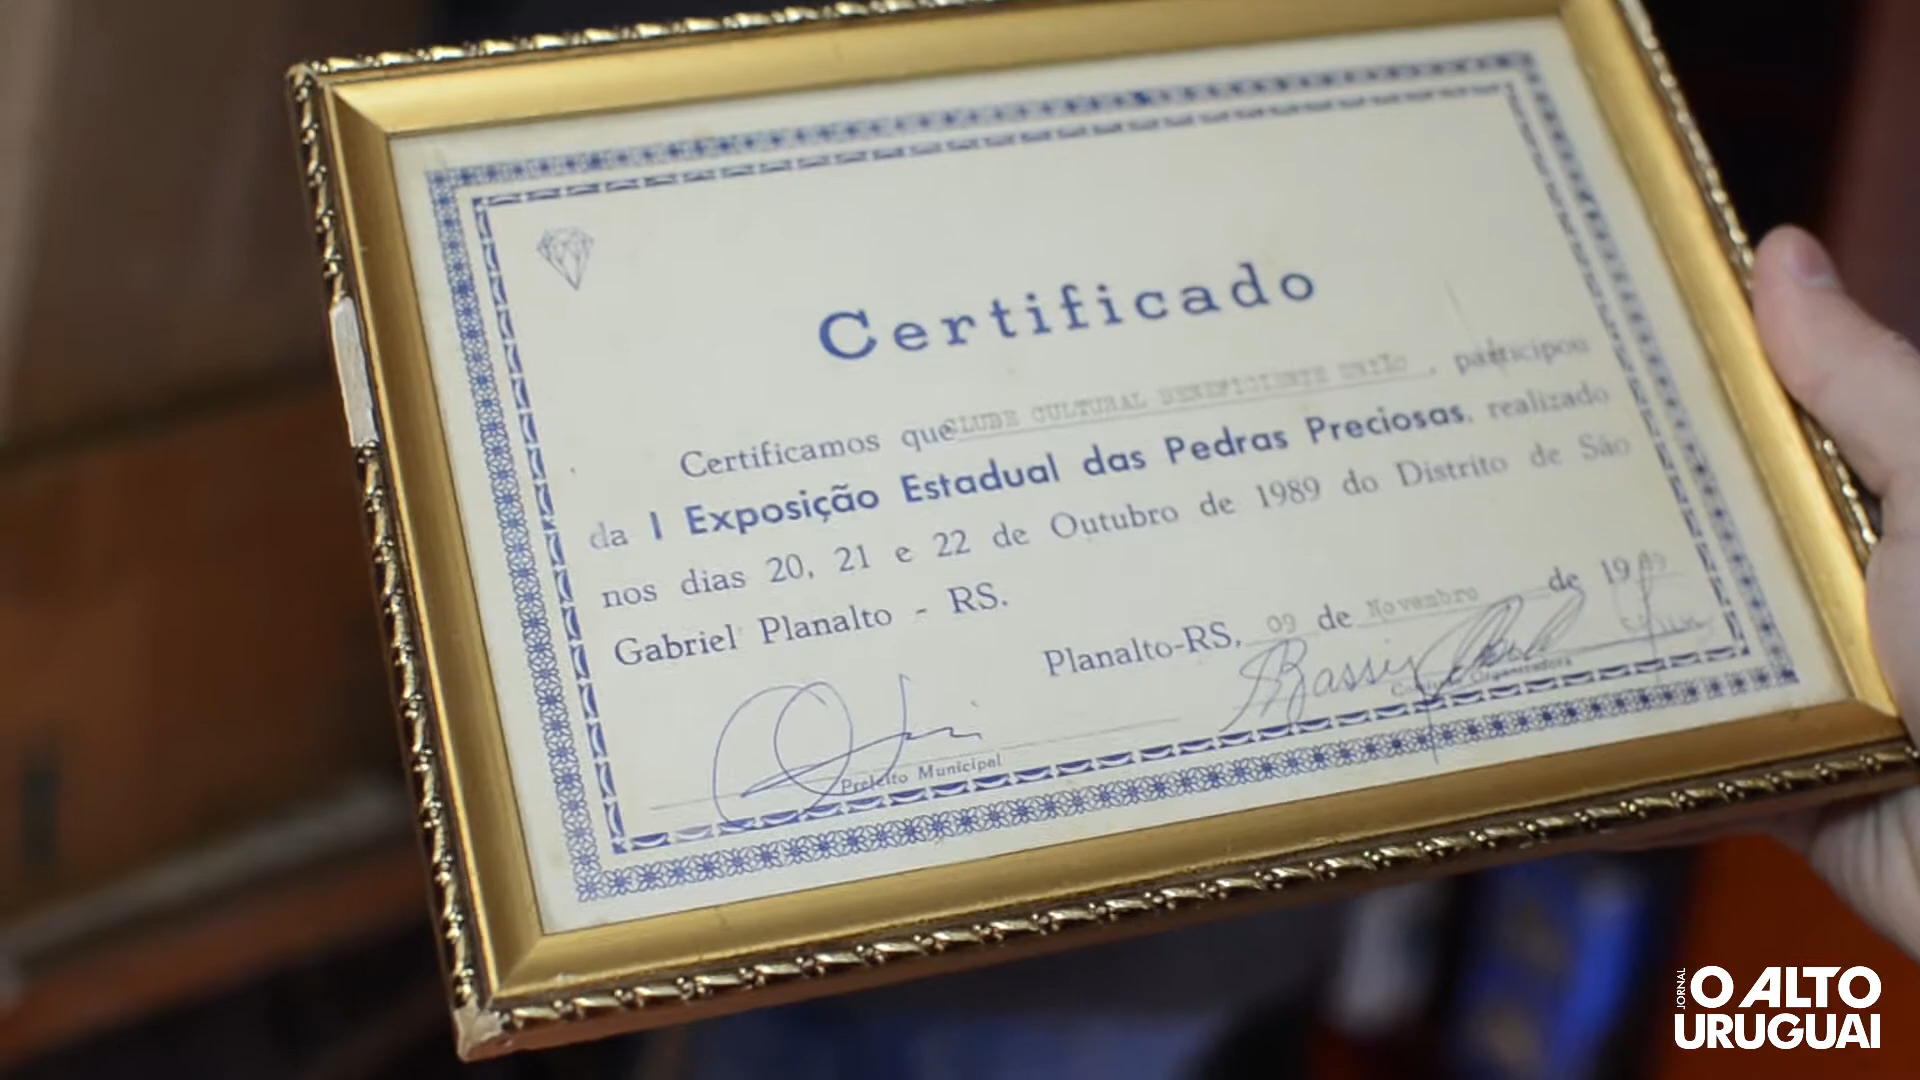 Certificado
Certificamos que CLUBE CULTURAL BENEFICIENTE UNIÃO, participou
da I Exposição Estadual das Pedras Preciosas, realizado
nos dias 20, 21 e 22 de Outubro de 1989 do Distrito de São
Gabriel Planalto - RS.
Planalto-RS, 09 de Novembro de 1989
Prefeito Municipal
Organizadora
JORNAL
O ALTO
URUGUAI